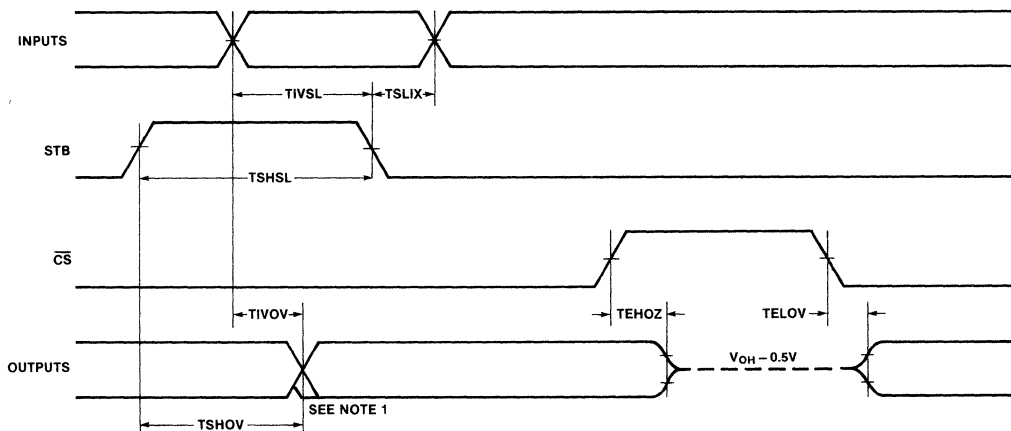 INPUTS
TIVSL
TSLIX
STB
TSHSL
CS
TIVOV
TEHOZ
TELOV
OUTPUTS
VOH – 0.5V
SEE NOTE 1
TSHOV